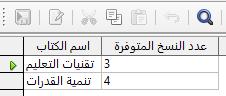 اسم الكتاب عدد النسخ المتوفرة
تقنيات التعليم 3
تنمية القدرات 4